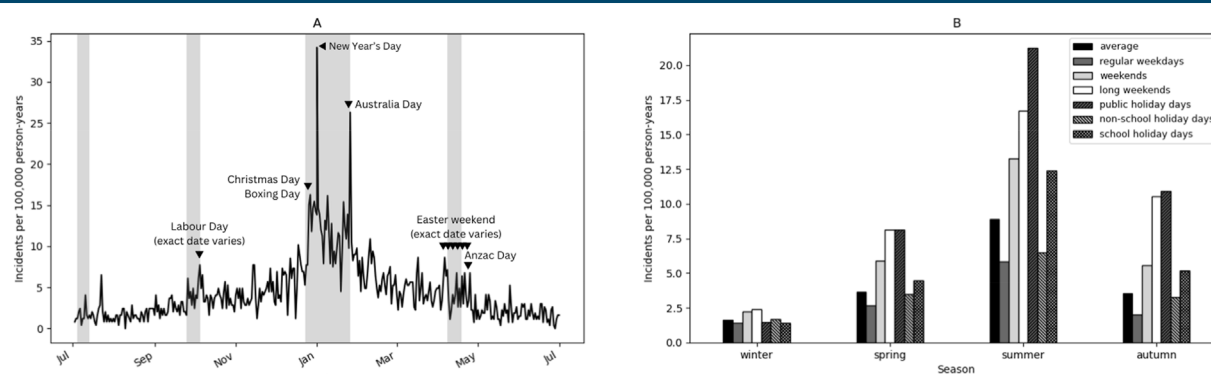 A
Incidents per 100,000 person-years
35
30
25
20
15
10
5
0
New Year's Day
Australia Day
Christmas Day
Boxing Day
Labour Day
(exact date varies)
Easter weekend
(exact date varies)
Anzac Day
Jul
Sep
Nov
Jan
Mar
May
Jul
B
Incidents per 100,000 person-years
20.0
17.5
15.0
12.5
10.0
7.5
5.0
2.5
0.0
average
regular weekdays
weekends
long weekends
public holiday days
non-school holiday days
school holiday days
winter
spring
summer
autumn
Season